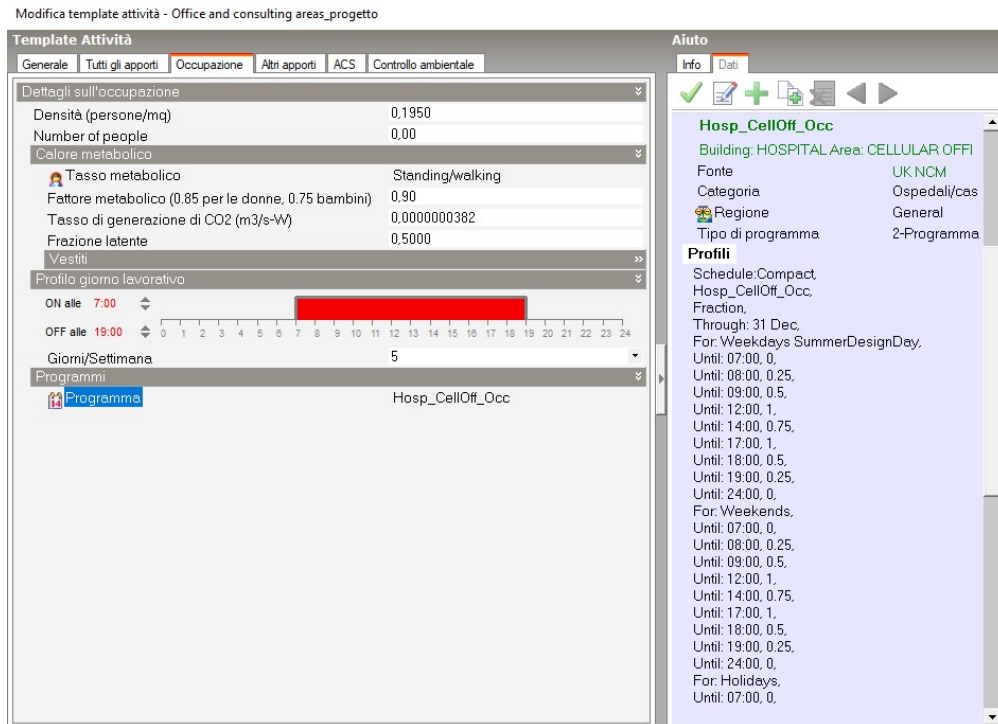 Modifica template attività - Office and consulting areas_progetto
Template Attività
Generale Tutti gli apporti Occupazione Altri apporti ACS Controllo ambientale
Dettagli sull'occupazione
Densità (persone/mq) 0,1950
Number of people 0,00
Calore metabolico
Tasso metabolico Standing/walking
Fattore metabolico (0.85 per le donne, 0.75 bambini) 0,90
Tasso di generazione di CO2 (m3/s-W) 0,0000000382
Frazione latente 0,5000
Vestiti
Profilo giorno lavorativo
ON alle 7:00
OFF alle 19:00
0 1 2 3 4 5 6 7 8 9 10 11 12 13 14 15 16 17 18 19 20 21 22 23 24
Giorni/Settimana 5
Programmi
Programma Hosp_CellOff_Occ
Aiuto
Info Dati
Hosp_CellOff_Occ
Building: HOSPITAL Area: CELLULAR OFFI
Fonte UK NCM
Categoria Ospedali/cas
Regione General
Tipo di programma 2-Programma
Profili
Schedule:Compact,
Hosp_CellOff_Occ,
Fraction,
Through: 31 Dec,
For: Weekdays SummerDesignDay,
Until: 07:00, 0,
Until: 08:00, 0.25,
Until: 09:00, 0.5,
Until: 12:00, 1,
Until: 14:00, 0.75,
Until: 17:00, 1,
Until: 18:00, 0.5,
Until: 19:00, 0.25,
Until: 24:00, 0,
For: Weekends,
Until: 07:00, 0,
Until: 08:00, 0.25,
Until: 09:00, 0.5,
Until: 12:00, 1,
Until: 14:00, 0.75,
Until: 17:00, 1,
Until: 18:00, 0.5,
Until: 19:00, 0.25,
Until: 24:00, 0,
For: Holidays,
Until: 07:00, 0,